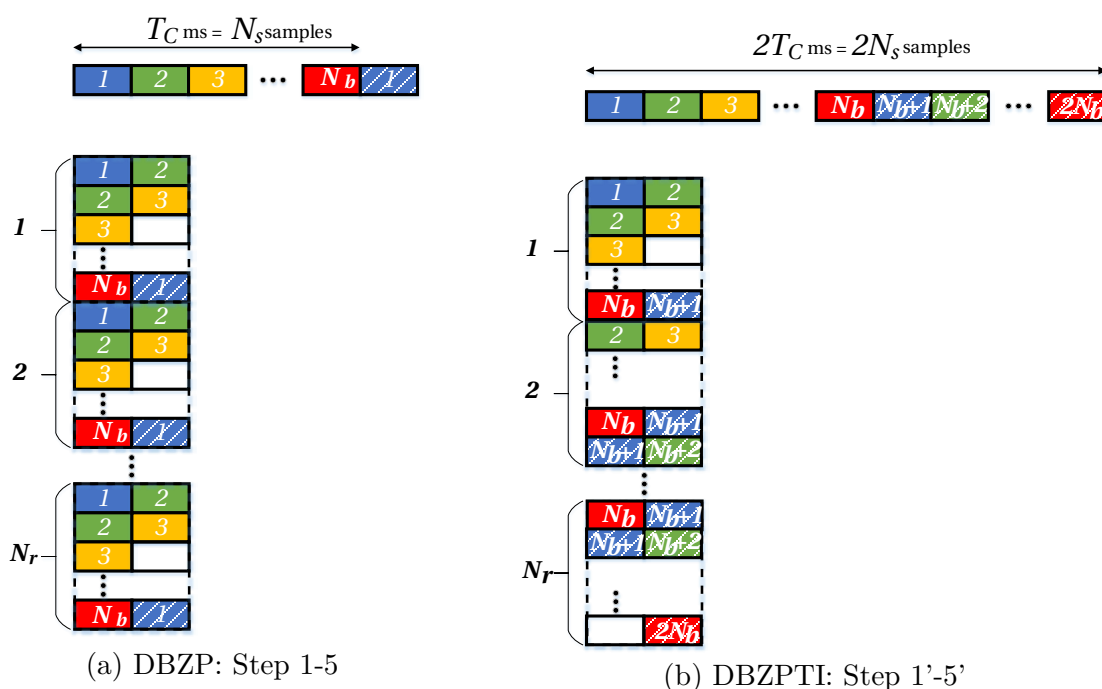 T_C ms = N_s samples
1 2 3 ... N_b 1
1 2
2 3
3
⋮
N_b 1
1
1 2
2 3
3
⋮
N_b 1
2
⋮
1 2
2 3
3
⋮
N_b 1
N_r
(a) DBZP: Step 1-5
2T_C ms = 2N_s samples
1 2 3 ... N_b N_b+1 N_b+2 ... 2N_b
1 2
2 3
3
⋮
N_b N_b+1
1
2 3
⋮
N_b N_b+1
N_b+1 N_b+2
2
⋮
N_b N_b+1
N_b+1 N_b+2
⋮
2N_b
N_r
(b) DBZPTI: Step 1'-5'